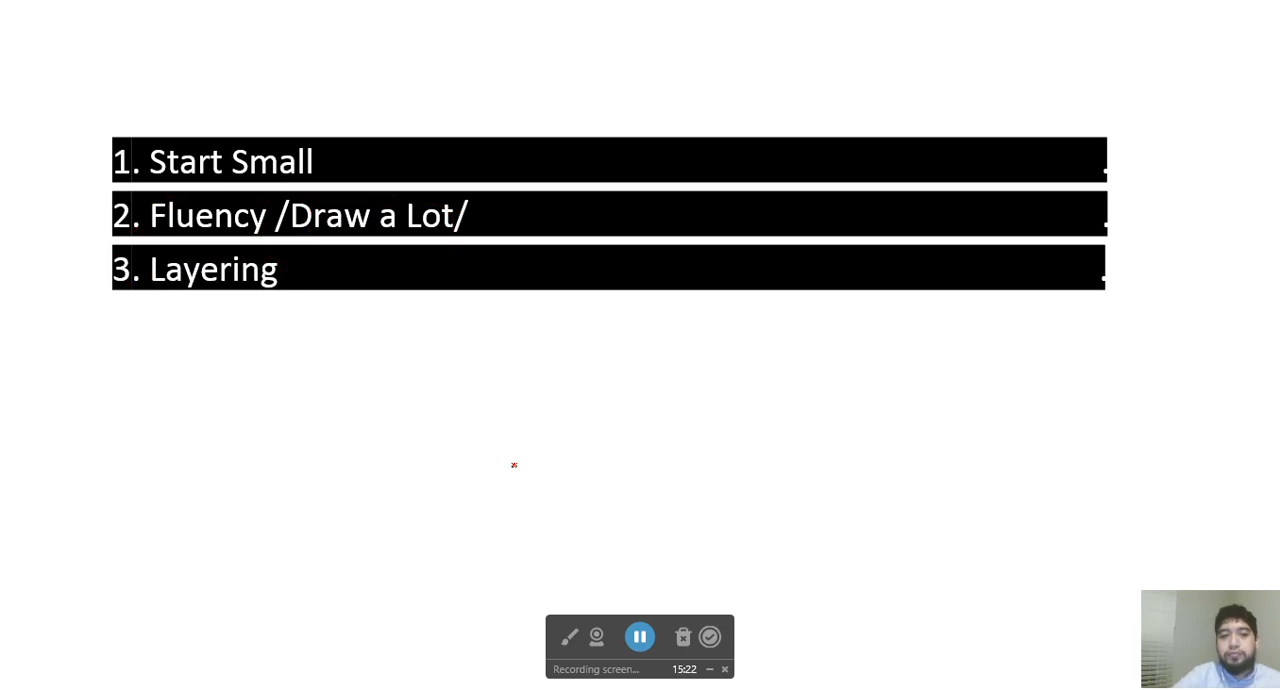 1. Start Small .
2. Fluency /Draw a Lot/ .
3. Layering .
Recording screen... 15:22